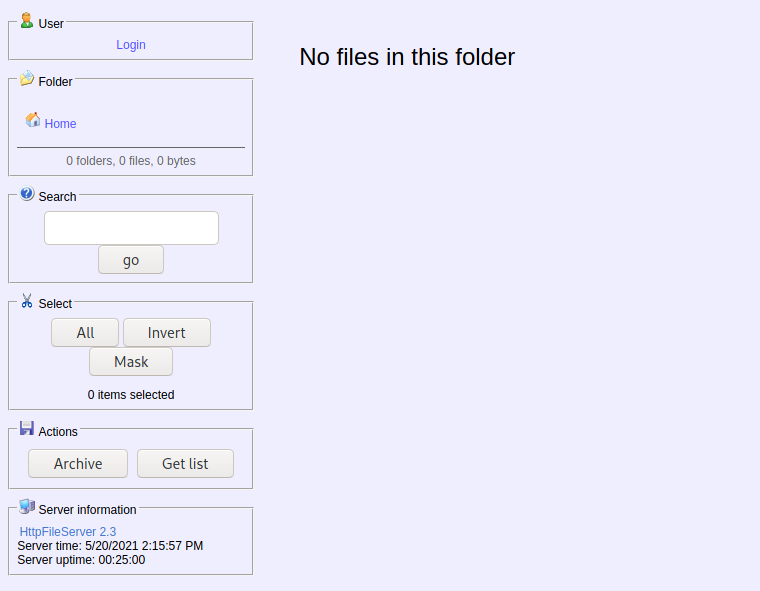 User
Login
Folder
Home
0 folders, 0 files, 0 bytes
Search
go
Select
All Invert
Mask
0 items selected
Actions
Archive Get list
Server information
HttpFileServer 2.3
Server time: 5/20/2021 2:15:57 PM
Server uptime: 00:25:00
No files in this folder